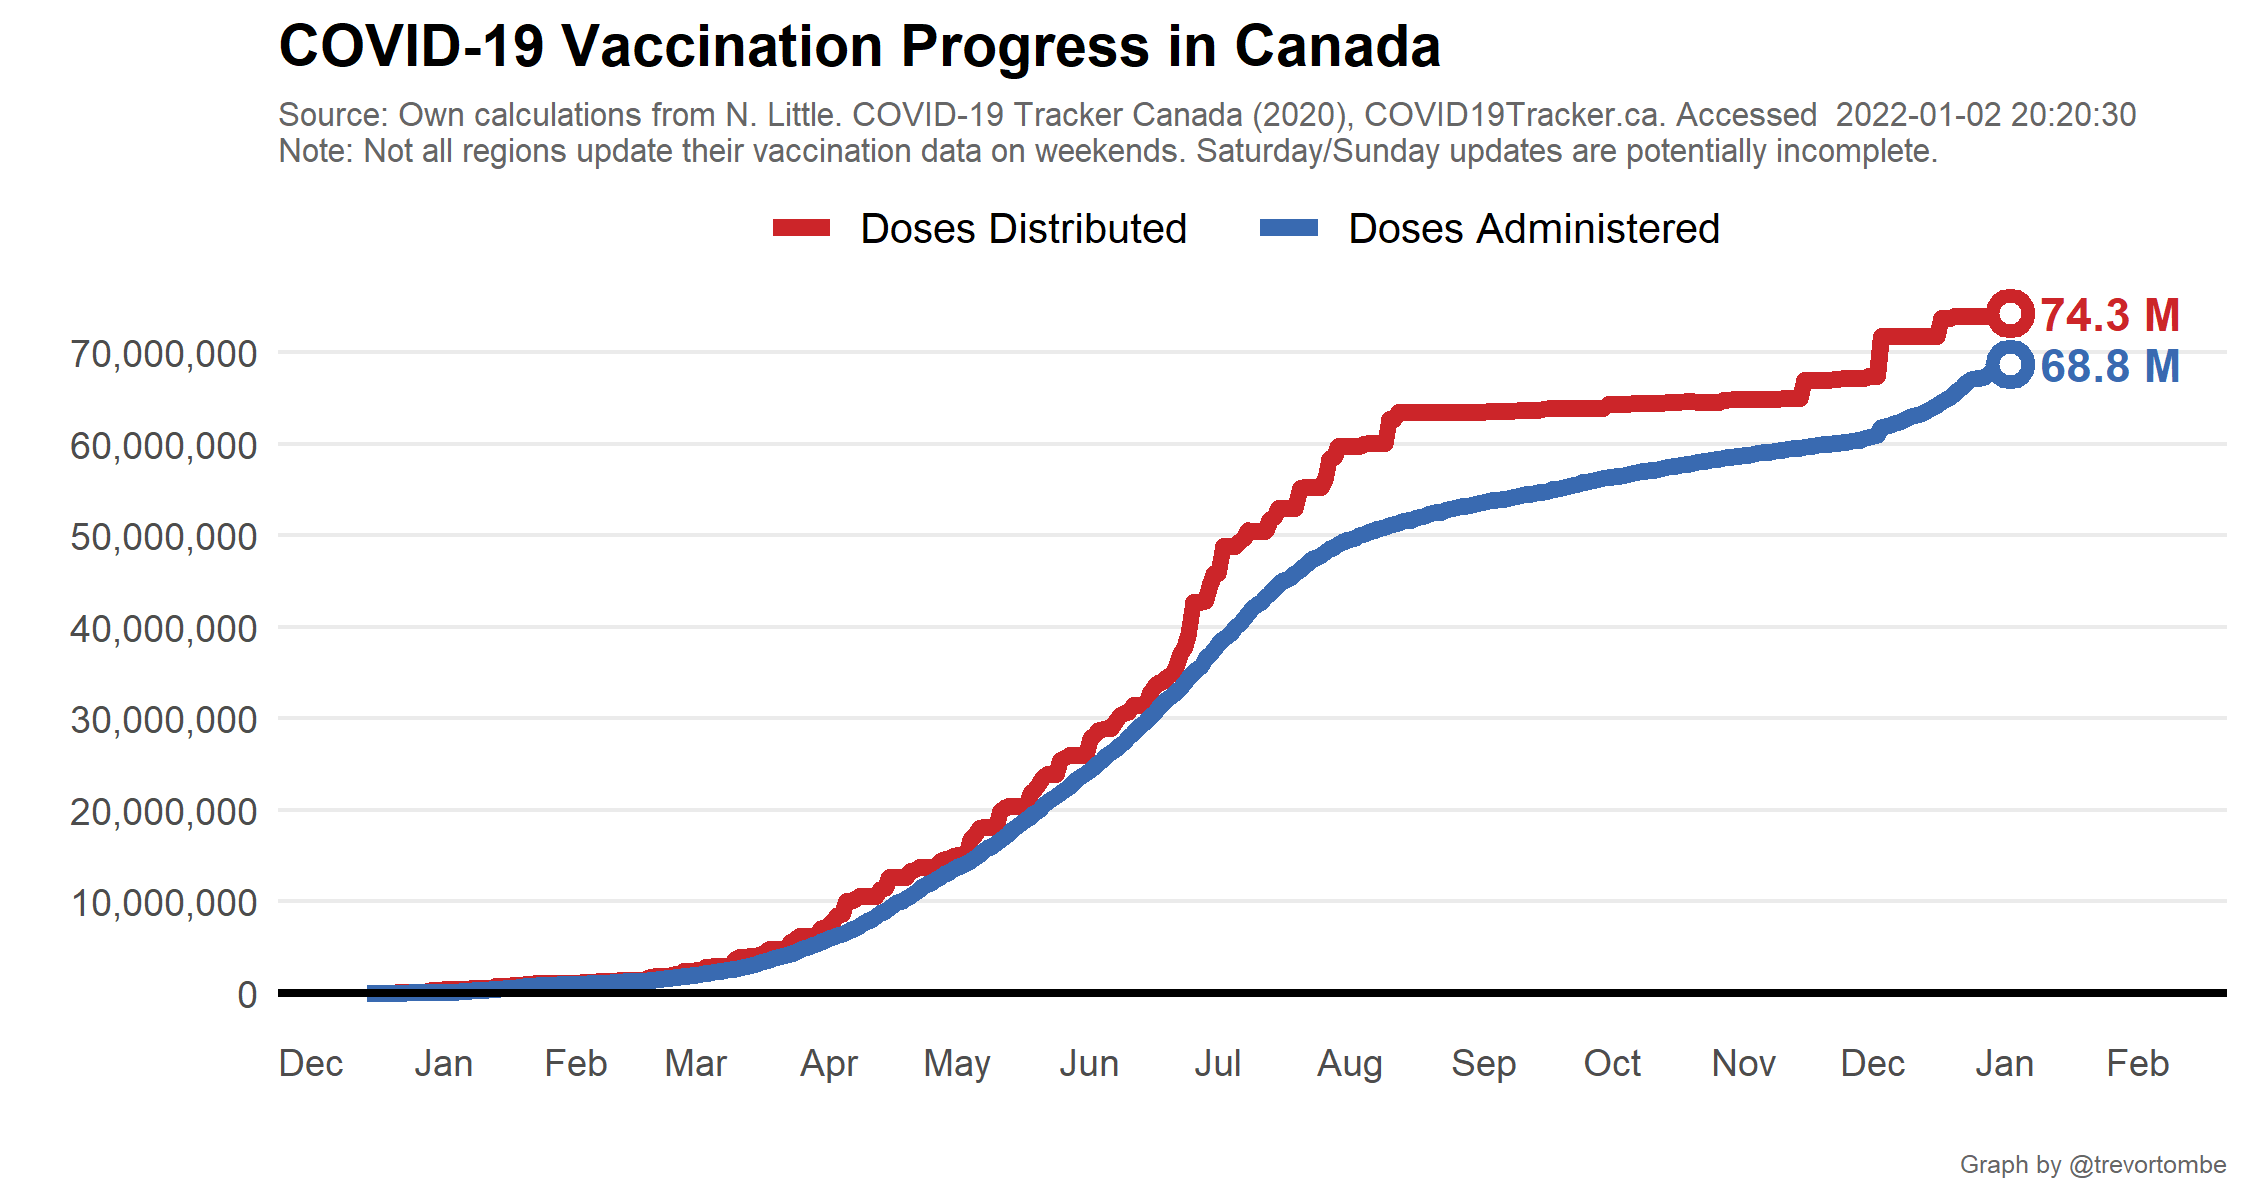 COVID-19 Vaccination Progress in Canada
Source: Own calculations from N. Little. COVID-19 Tracker Canada (2020), COVID19Tracker.ca. Accessed  2022-01-02 20:20:30
Note: Not all regions update their vaccination data on weekends. Saturday/Sunday updates are potentially incomplete.
Doses Distributed Doses Administered
74.3 M
70,000,000
68.8 M
60,000,000
50,000,000
40,000,000
30,000,000
20,000,000
10,000,000
0
Dec Jan Feb Mar Apr May Jun Jul Aug Sep Oct Nov Dec Jan Feb
Graph by @trevortombe